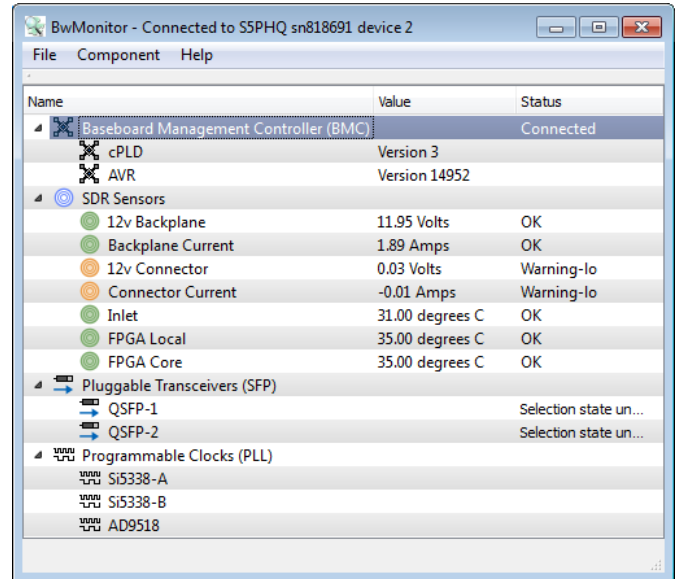 BwMonitor - Connected to S5PHQ sn818691 device 2
File Component Help
Name Value Status
Baseboard Management Controller (BMC) Connected
cPLD Version 3
AVR Version 14952
SDR Sensors
12v Backplane 11.95 Volts OK
Backplane Current 1.89 Amps OK
12v Connector 0.03 Volts Warning-lo
Connector Current -0.01 Amps Warning-lo
Inlet 31.00 degrees C OK
FPGA Local 35.00 degrees C OK
FPGA Core 35.00 degrees C OK
Pluggable Transceivers (SFP)
QSFP-1 Selection state un...
QSFP-2 Selection state un...
Programmable Clocks (PLL)
Si5338-A
Si5338-B
AD9518